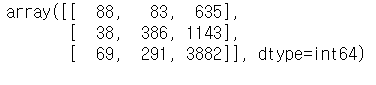 array([[  88,   83,  635],
       [  38,  386, 1143],
       [  69,  291, 3882]], dtype=int64)